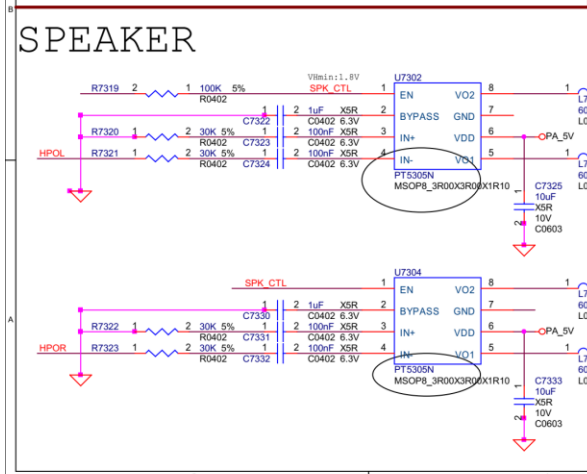 B
SPEAKER
VHmin:1.8V
U7302
R7319 2 1 100K 5% SPK_CTL 1 EN VO2 8 1
R0402
1 2 1uF X5R 2 BYPASS GND 7
C7322 C0402 6.3V
R7320 1 2 30K 5% 1 2 100nF X5R 3 IN+ VDD 6 PA_5V
R0402 C7323 C0402 6.3V
HPOL R7321 1 2 30K 5% 1 2 100nF X5R 4 IN- VO1 5 1
R0402 C7324 C0402 6.3V
PT5305N
MSOP8_3R00X3R00X1R10
1 2 C7325
10uF
X5R
10V
C0603
U7304
SPK_CTL 1 EN VO2 8 1
1 2 1uF X5R 2 BYPASS GND 7
C7330 C0402 6.3V
A
R7322 1 2 30K 5% 1 2 100nF X5R 3 IN+ VDD 6 PA_5V
R0402 C7331 C0402 6.3V
HPOR R7323 1 2 30K 5% 1 2 100nF X5R 4 IN- VO1 5 1
R0402 C7332 C0402 6.3V
PT5305N
MSOP8_3R00X3R00X1R10
1 2 C7333
10uF
X5R
10V
C0603